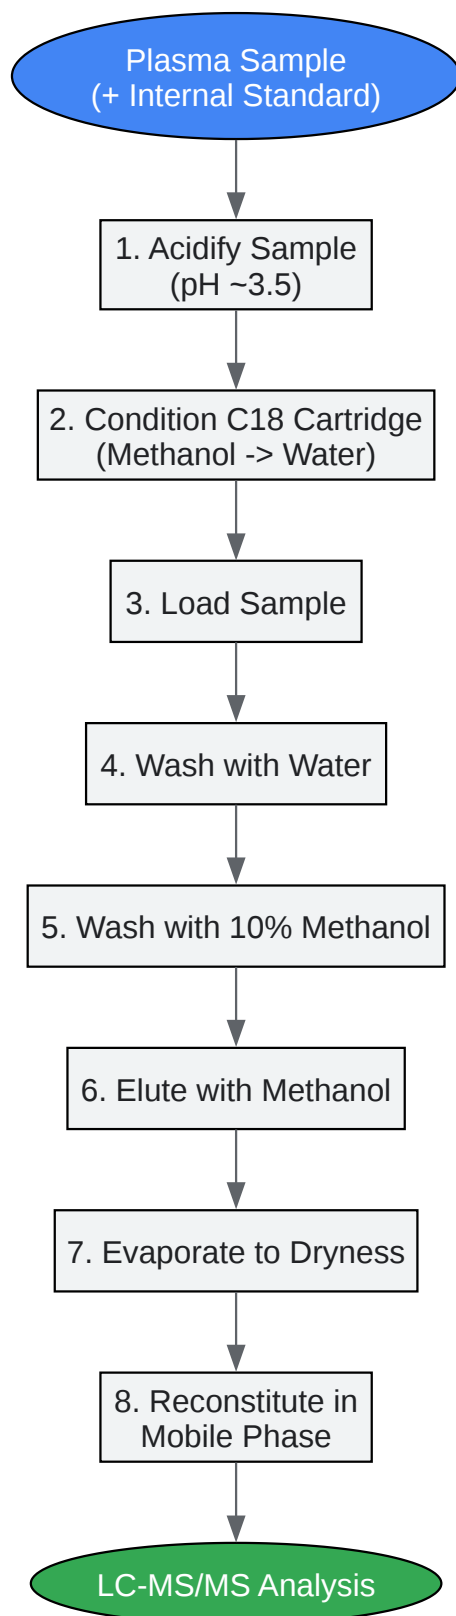 Plasma Sample
(+ Internal Standard)
1. Acidify Sample
(pH ~3.5)
2. Condition C18 Cartridge
(Methanol -> Water)
3. Load Sample
4. Wash with Water
5. Wash with 10% Methanol
6. Elute with Methanol
7. Evaporate to Dryness
8. Reconstitute in
Mobile Phase
LC-MS/MS Analysis